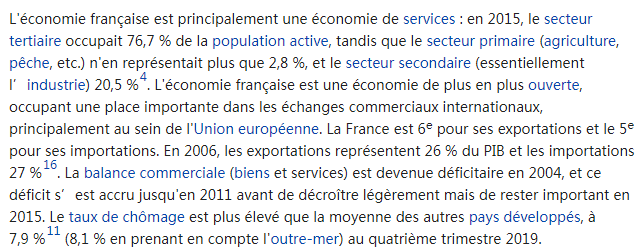 L'économie française est principalement une économie de services : en 2015, le secteur
tertiaire occupait 76,7 % de la population active, tandis que le secteur primaire (agriculture,
pêche, etc.) n'en représentait plus que 2,8 %, et le secteur secondaire (essentiellement
l’industrie) 20,5 %4. L'économie française est une économie de plus en plus ouverte,
occupant une place importante dans les échanges commerciaux internationaux,
principalement au sein de l'Union européenne. La France est 6e pour ses exportations et le 5e
pour ses importations. En 2006, les exportations représentent 26 % du PIB et les importations
27 %16. La balance commerciale (biens et services) est devenue déficitaire en 2004, et ce
déficit s’est accru jusqu'en 2011 avant de décroître légèrement mais de rester important en
2015. Le taux de chômage est plus élevé que la moyenne des autres pays développés, à
7,9 %11 (8,1 % en prenant en compte l'outre-mer) au quatrième trimestre 2019.